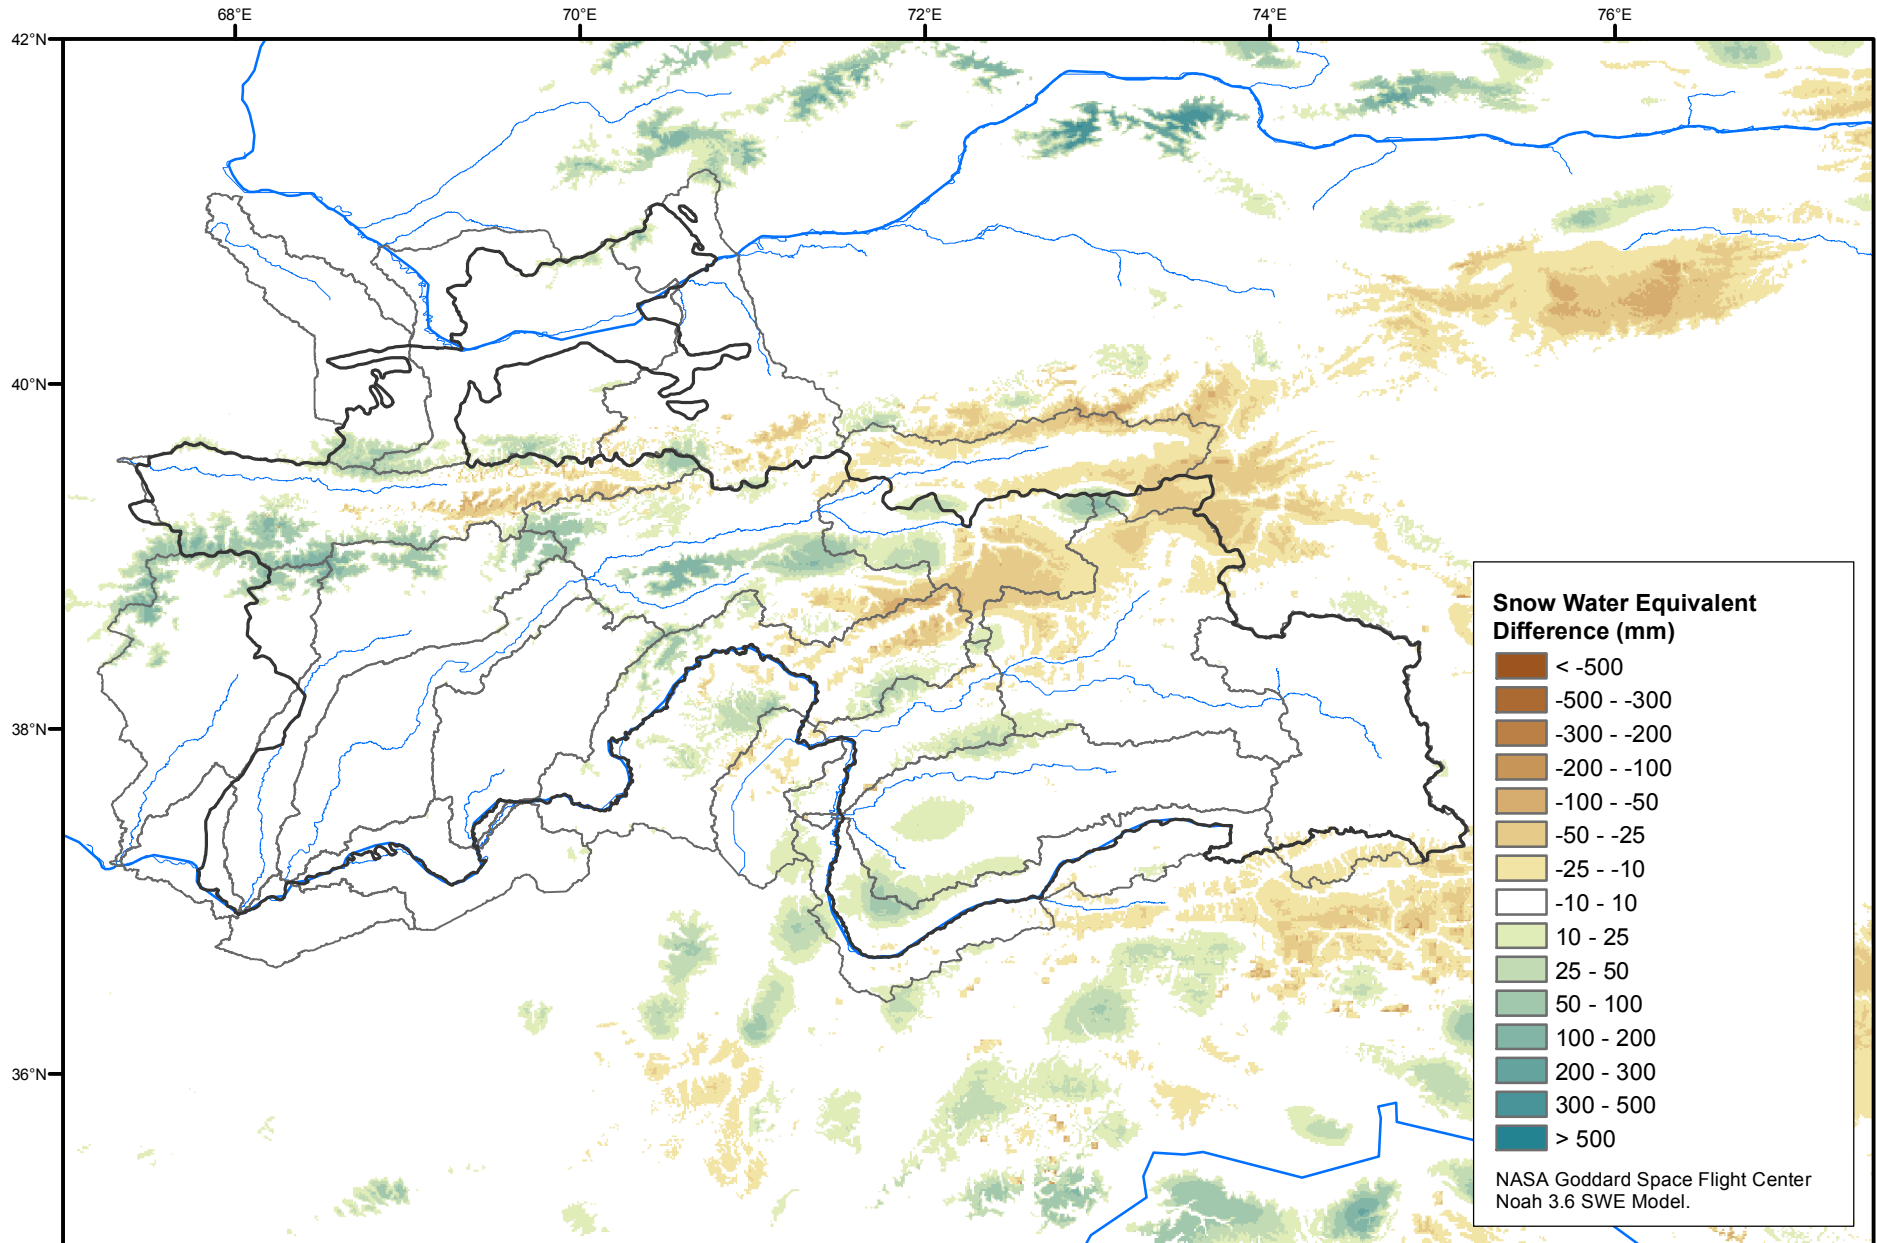 68°E 70°E 72°E 74°E 76°E
42°N
40°N
38°N
36°N
Snow Water Equivalent
Difference (mm)
< -500
-500 - -300
-300 - -200
-200 - -100
-100 - -50
-50 - -25
-25 - -10
-10 - 10
10 - 25
25 - 50
50 - 100
100 - 200
200 - 300
300 - 500
> 500
NASA Goddard Space Flight Center
Noah 3.6 SWE Model.